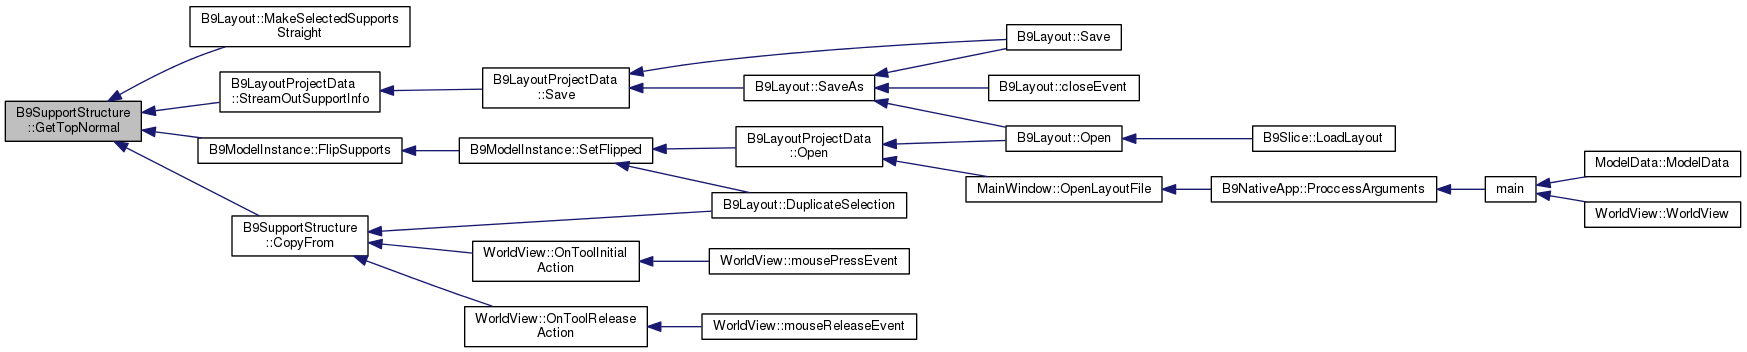 B9SupportStructure
::GetTopNormal
B9Layout::MakeSelectedSupports
Straight
B9LayoutProjectData
::StreamOutSupportInfo
B9ModelInstance::FlipSupports
B9SupportStructure
::CopyFrom
B9LayoutProjectData
::Save
B9ModelInstance::SetFlipped
WorldView::OnToolInitial
Action
WorldView::OnToolRelease
Action
B9Layout::SaveAs
B9LayoutProjectData
::Open
B9Layout::DuplicateSelection
WorldView::mousePressEvent
WorldView::mouseReleaseEvent
B9Layout::Save
B9Layout::closeEvent
B9Layout::Open
MainWindow::OpenLayoutFile
B9Slice::LoadLayout
B9NativeApp::ProccessArguments
main
ModelData::ModelData
WorldView::WorldView